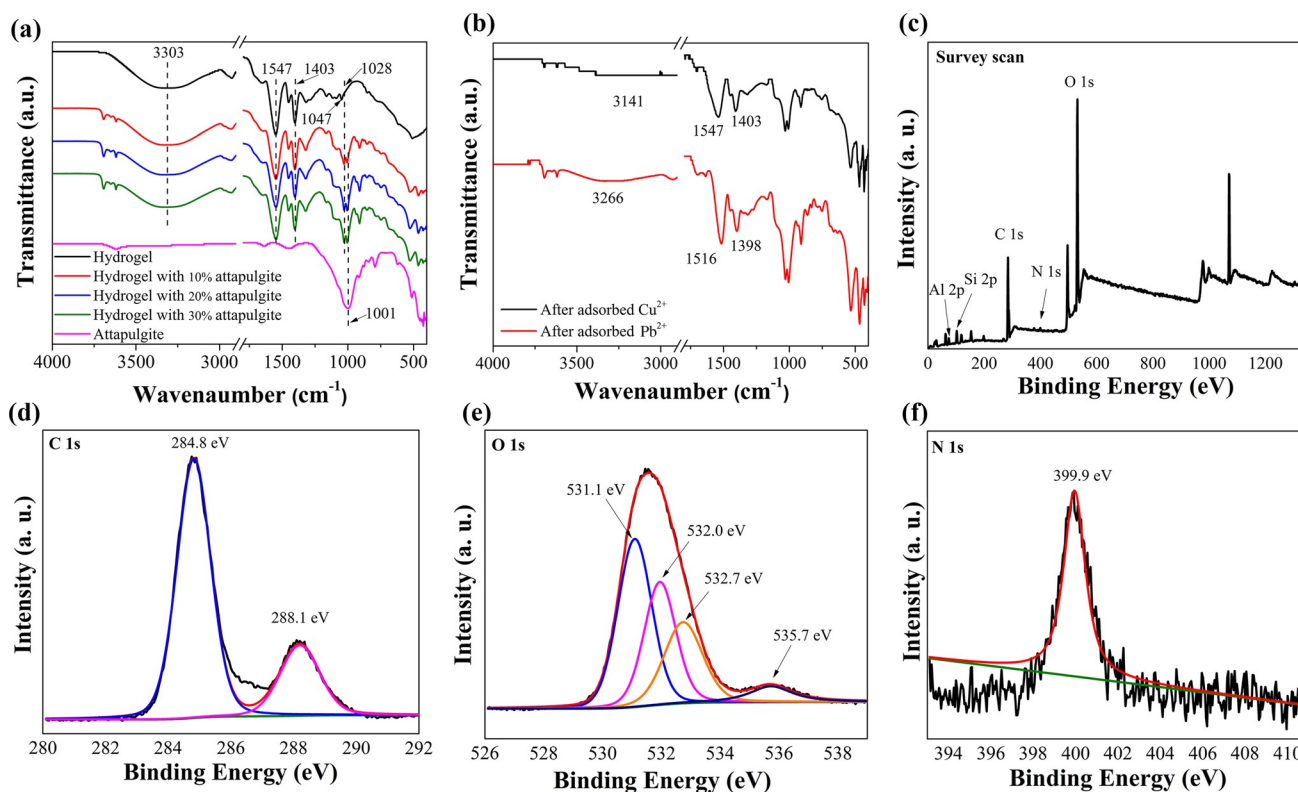 (a)
3303
1547
1403
1028
1047
1001
Transmittance (a.u.)
Hydrogel
Hydrogel with 10% attapulgite
Hydrogel with 20% attapulgite
Hydrogel with 30% attapulgite
Attapulgite
4000 3500 3000 1500 1000 500
Wavenaumber (cm⁻¹)
(b)
3141
1547
1403
3266
1516
1398
Transmittance (a.u.)
After adsorbed Cu²⁺
After adsorbed Pb²⁺
4000 3500 3000 1500 1000 500
Wavenaumber (cm⁻¹)
(c)
Survey scan
O 1s
C 1s
N 1s
Si 2p
Al 2p
Intensity (a. u.)
0 200 400 600 800 1000 1200
Binding Energy (eV)
(d)
C 1s
284.8 eV
288.1 eV
Intensity (a. u.)
280 282 284 286 288 290 292
Binding Energy (eV)
(e)
O 1s
531.1 eV
532.0 eV
532.7 eV
535.7 eV
Intensity (a. u.)
526 528 530 532 534 536 538
Binding Energy (eV)
(f)
N 1s
399.9 eV
Intensity (a. u.)
394 396 398 400 402 404 406 408 410
Binding Energy (eV)